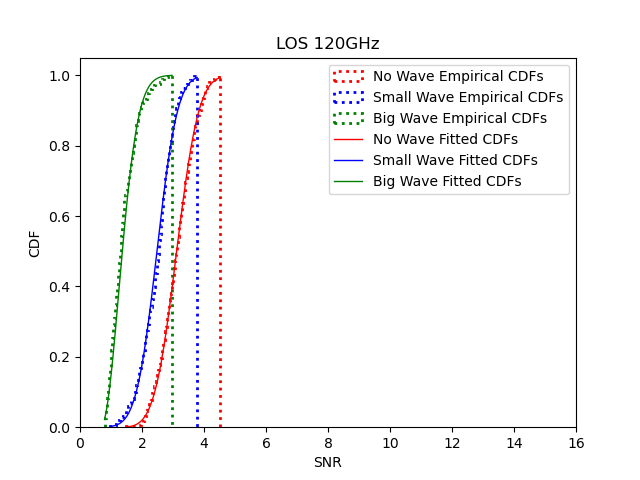 LOS 120GHz
1.0
0.8
0.6
0.4
0.2
0.0
CDF
0 2 4 6 8 10 12 14 16
SNR
No Wave Empirical CDFs
Small Wave Empirical CDFs
Big Wave Empirical CDFs
No Wave Fitted CDFs
Small Wave Fitted CDFs
Big Wave Fitted CDFs